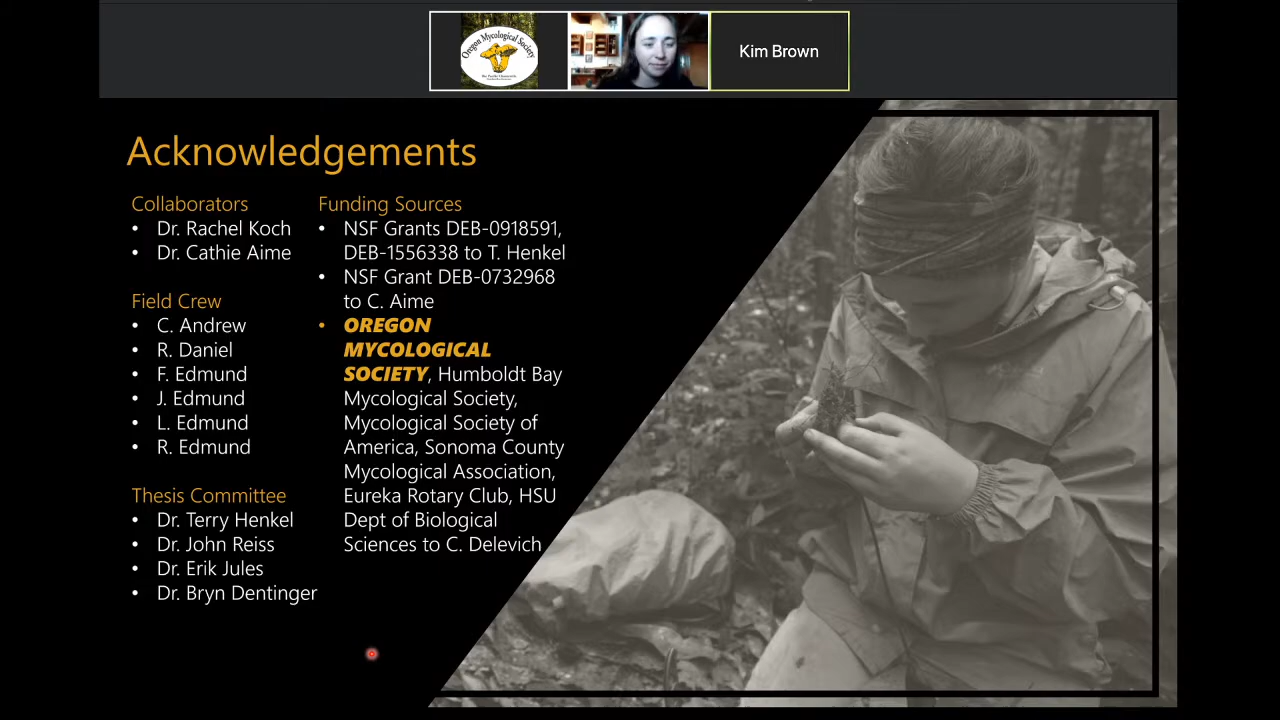 Oregon Mycological Society
Kim Brown
Acknowledgements
Collaborators
• Dr. Rachel Koch
• Dr. Cathie Aime
Field Crew
• C. Andrew
• R. Daniel
• F. Edmund
• J. Edmund
• L. Edmund
• R. Edmund
Thesis Committee
• Dr. Terry Henkel
• Dr. John Reiss
• Dr. Erik Jules
• Dr. Bryn Dentinger
Funding Sources
• NSF Grants DEB-0918591,
DEB-1556338 to T. Henkel
• NSF Grant DEB-0732968
to C. Aime
• OREGON
MYCOLOGICAL
SOCIETY, Humboldt Bay
Mycological Society,
Mycological Society of
America, Sonoma County
Mycological Association,
Eureka Rotary Club, HSU
Dept of Biological
Sciences to C. Delevich